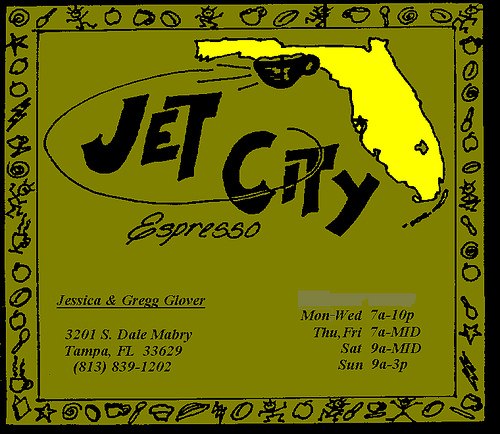 JET
CITY
Espresso
Jessica & Gregg Glover
3201 S. Dale Mabry
Tampa, FL 33629
(813) 839-1202
Mon-Wed 7a-10p
Thu, Fri 7a-MID
Sat 9a-MID
Sun 9a-3p